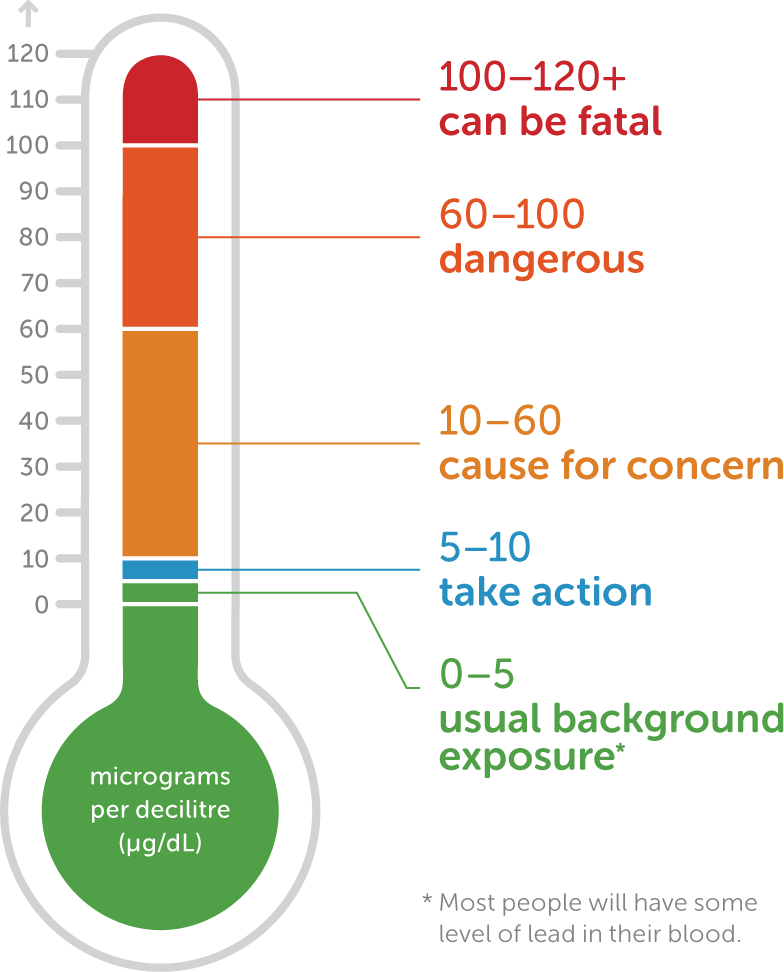 120
110
100
90
80
70
60
50
40
30
20
10
0
100–120+
can be fatal
60–100
dangerous
10–60
cause for concern
5–10
take action
0–5
usual background
exposure*
micrograms
per decilitre
(µg/dL)
* Most people will have some
level of lead in their blood.